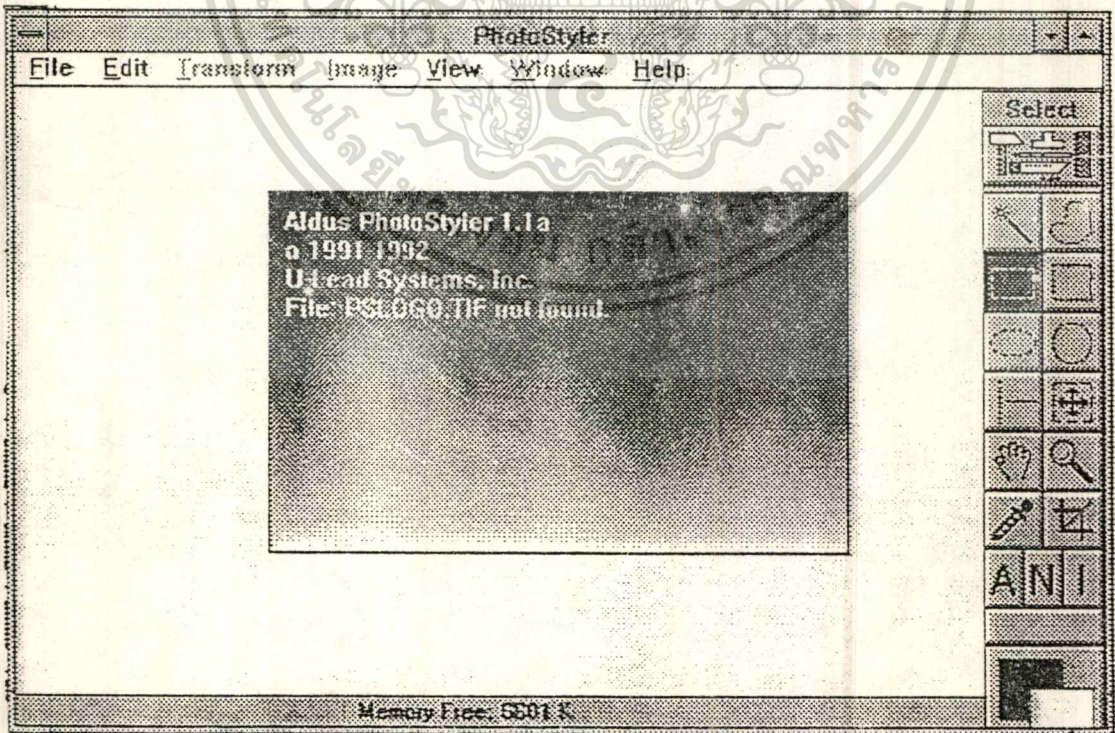 PhotoStyler
File Edit Transform Image View Window Help
Select
Aldus PhotoStyler 1.1a
1991 1992
U-Lead Systems, Inc.
File: PSLOGO.TIF not found.
A N I
Memory Free: K